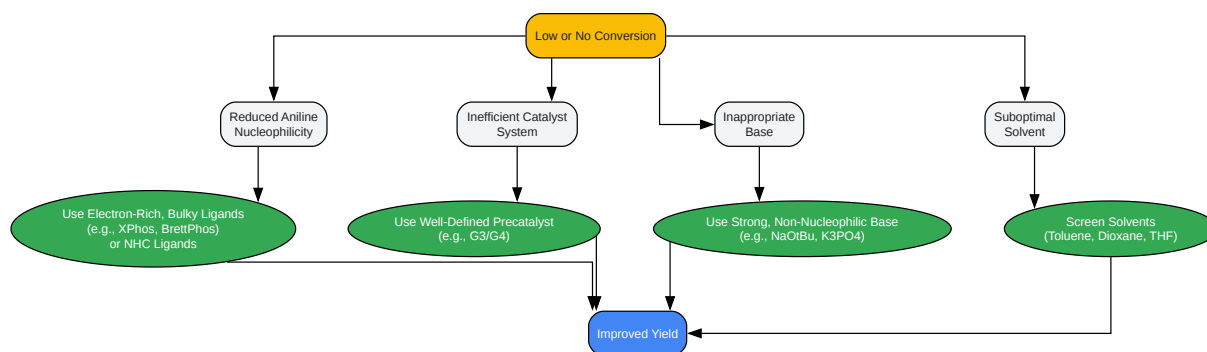 Low or No Conversion
Reduced Aniline
Nucleophilicity
Inefficient Catalyst
System
Inappropriate
Base
Suboptimal
Solvent
Use Electron-Rich, Bulky Ligands
(e.g., XPhos, BrettPhos)
or NHC Ligands
Use Well-Defined Precatalyst
(e.g., G3/G4)
Use Strong, Non-Nucleophilic Base
(e.g., NaOtBu, K3PO4)
Screen Solvents
(Toluene, Dioxane, THF)
Improved Yield